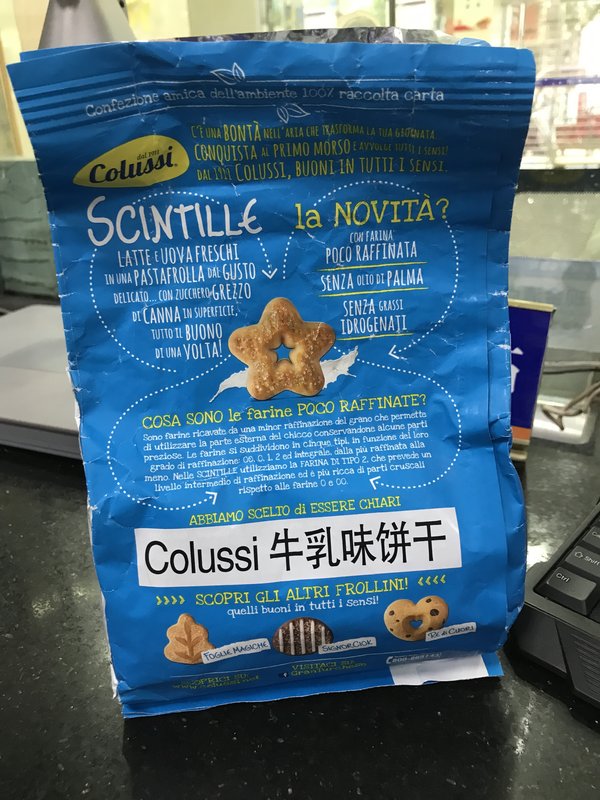 Confezione amica dell'ambiente 100% raccolta carta
dal 1911
Colussi
C'È UNA BONTÀ NELL'ARIA CHE TRASFORMA LA TUA GIORNATA.
CONQUISTA AL PRIMO MORSO E AVVOLGE TUTTI I SENSI!
DAL 1911 COLUSSI, BUONI IN TUTTI I SENSI.
SCINTILLE
LATTE E UOVA FRESCHI
IN UNA PASTAFROLLA DAL GUSTO
DELICATO... CON ZUCCHERO GREZZO
DI CANNA IN SUPERFICIE,
TUTTO IL BUONO
DI UNA VOLTA!
la NOVITÀ?
CON FARINA
POCO RAFFINATA
SENZA OLIO DI PALMA
SENZA GRASSI
IDROGENATI
COSA SONO le farine POCO RAFFINATE?
Sono farine ricavate da una minor raffinazione del grano che permette
di utilizzare la parte esterna del chicco conservandone alcune parti
preziose. Le farine si suddividono in cinque tipi, in funzione del loro
grado di raffinazione: 00, 0, 1, 2 ed integrale, dalla più raffinata alla
meno. Nelle SCINTILLE utilizziamo la FARINA DI TIPO 2, che prevede un
livello intermedio di raffinazione ed è più ricca di parti cruscali
rispetto alle farine 0 e 00.
ABBIAMO SCELTO di ESSERE CHIARI
Colussi 牛乳味饼干
>>>> SCOPRI GLI ALTRI FROLLINI! <<<<
quelli buoni in tutti i sensi!
FOGLIE MAGICHE
SIGNOR CIOK
RE di CUORI
VISITACI SU
www.colussi.net
Shift
Ctrl